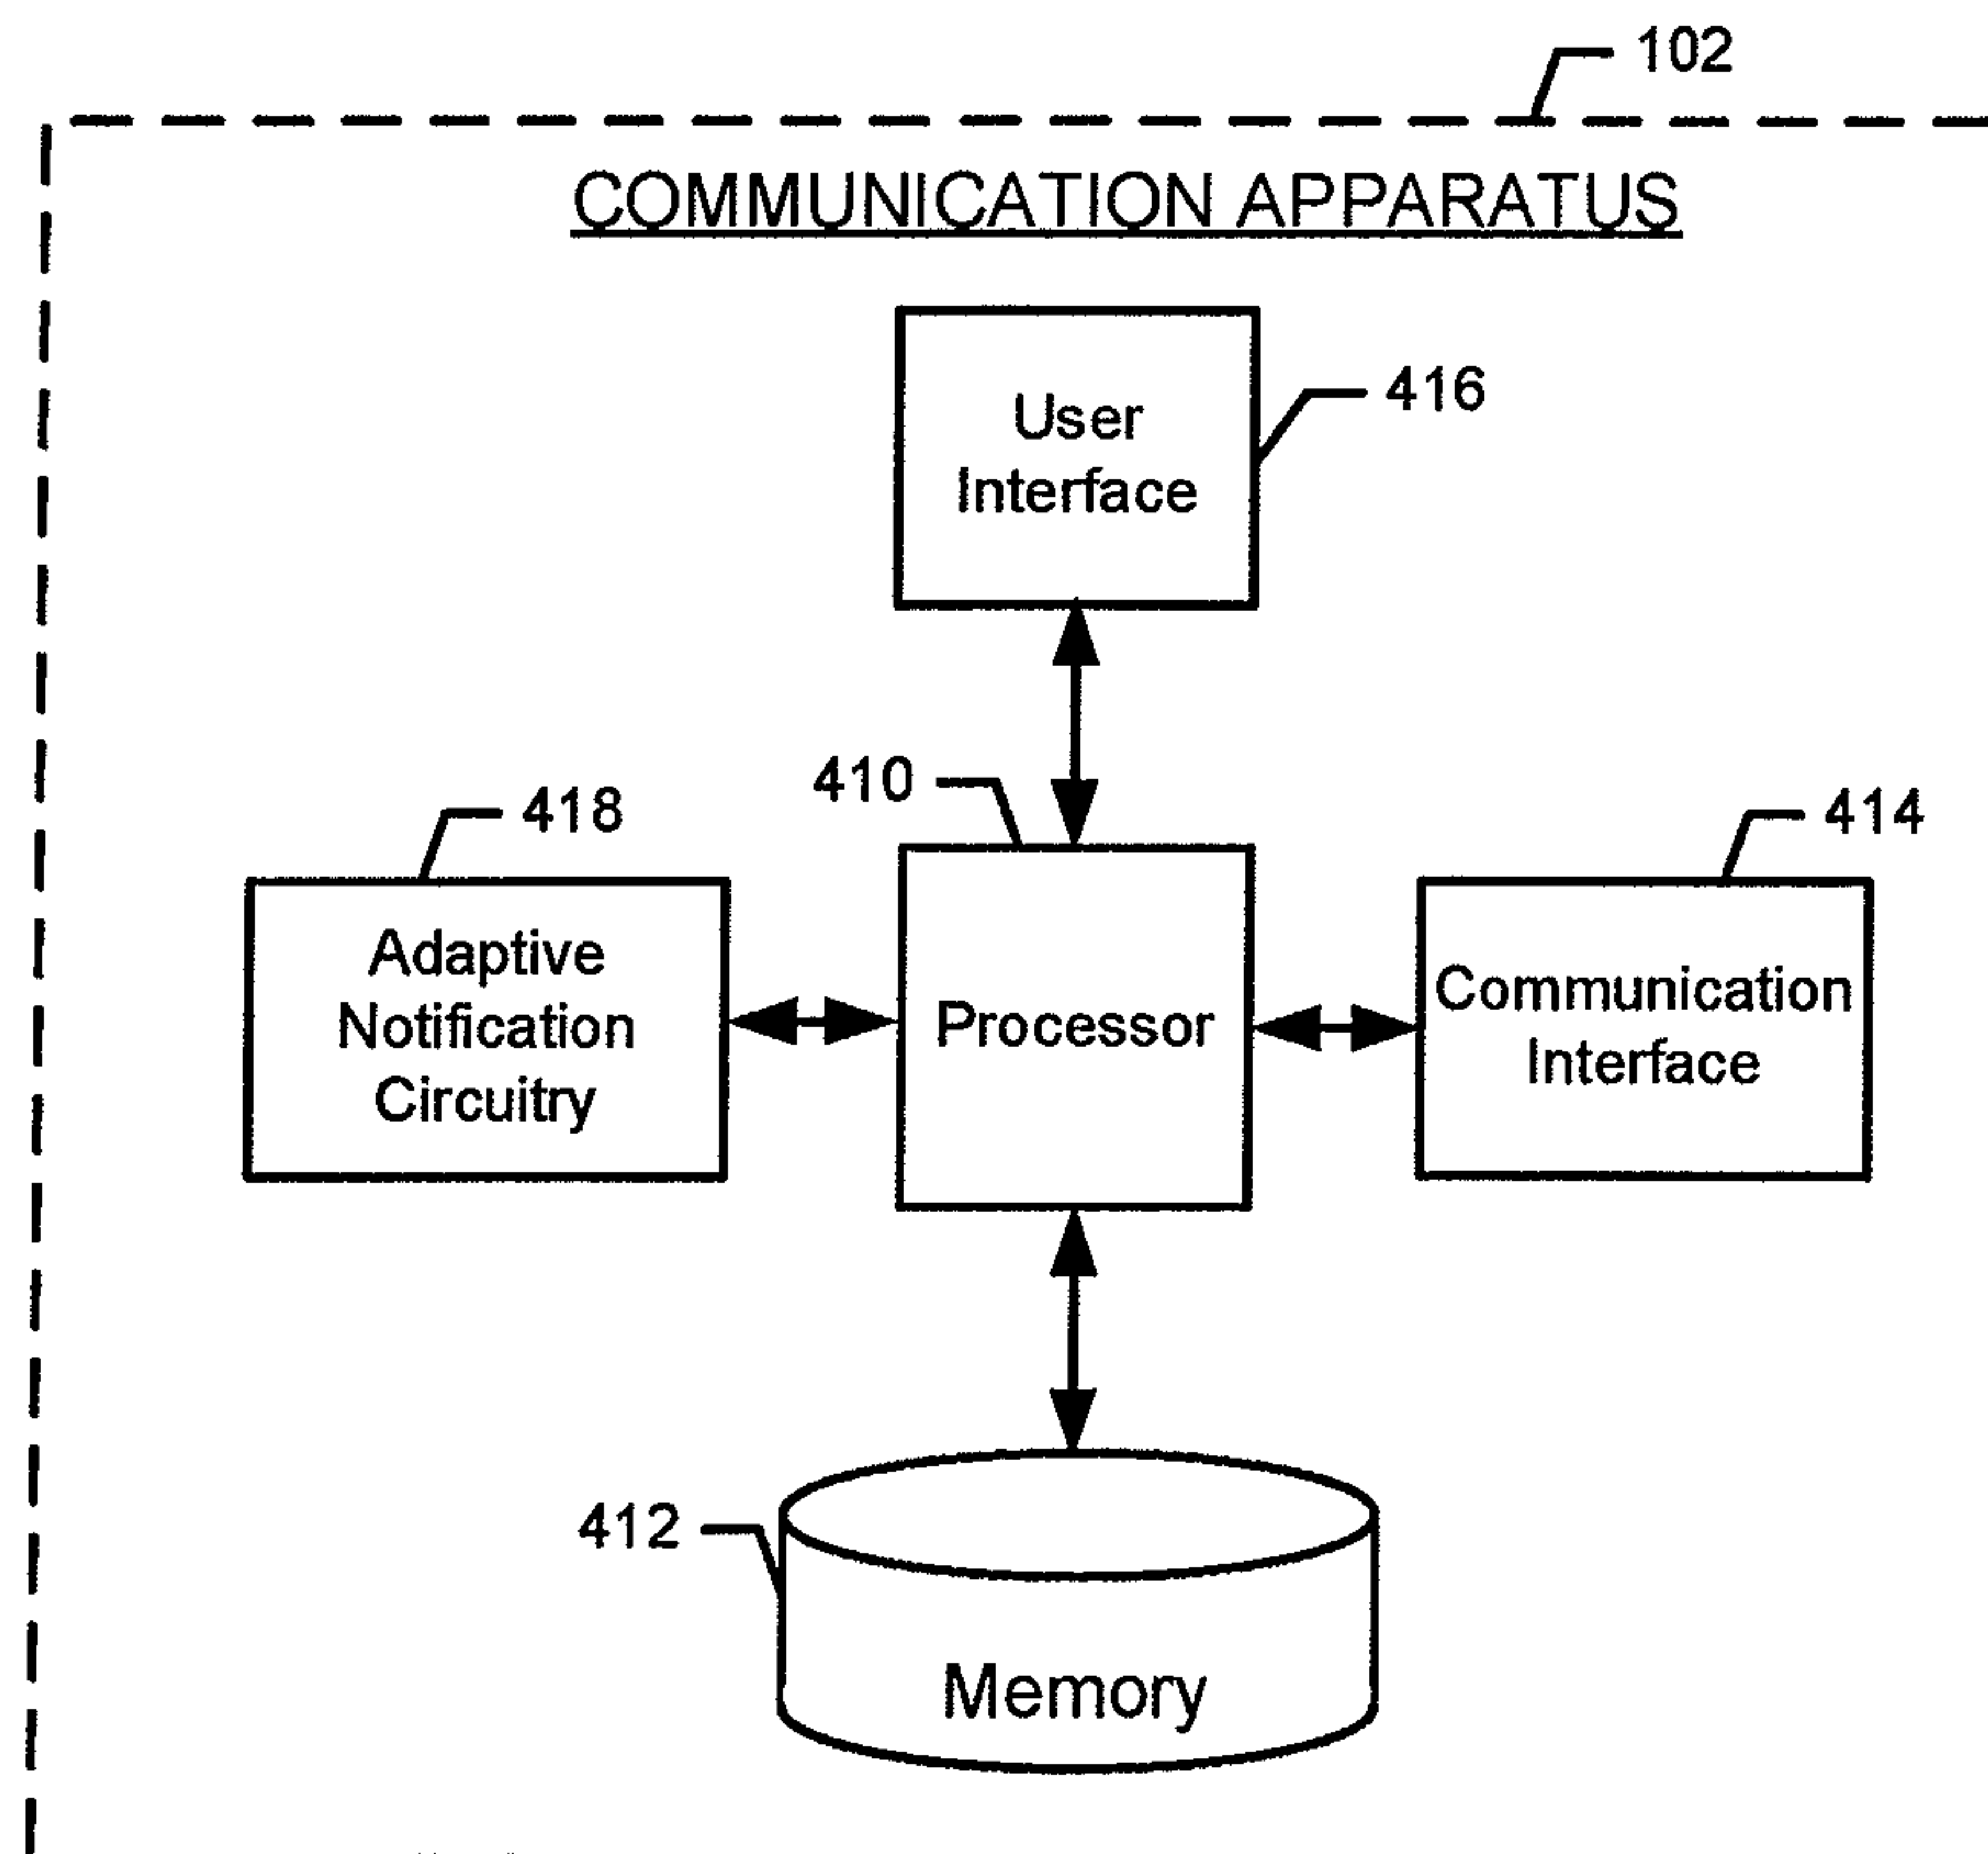 102
COMMUNICATION APPARATUS
User
Interface
416
410
418
414
Adaptive
Notification
Circuitry
Processor
Communication
Interface
412
Memory